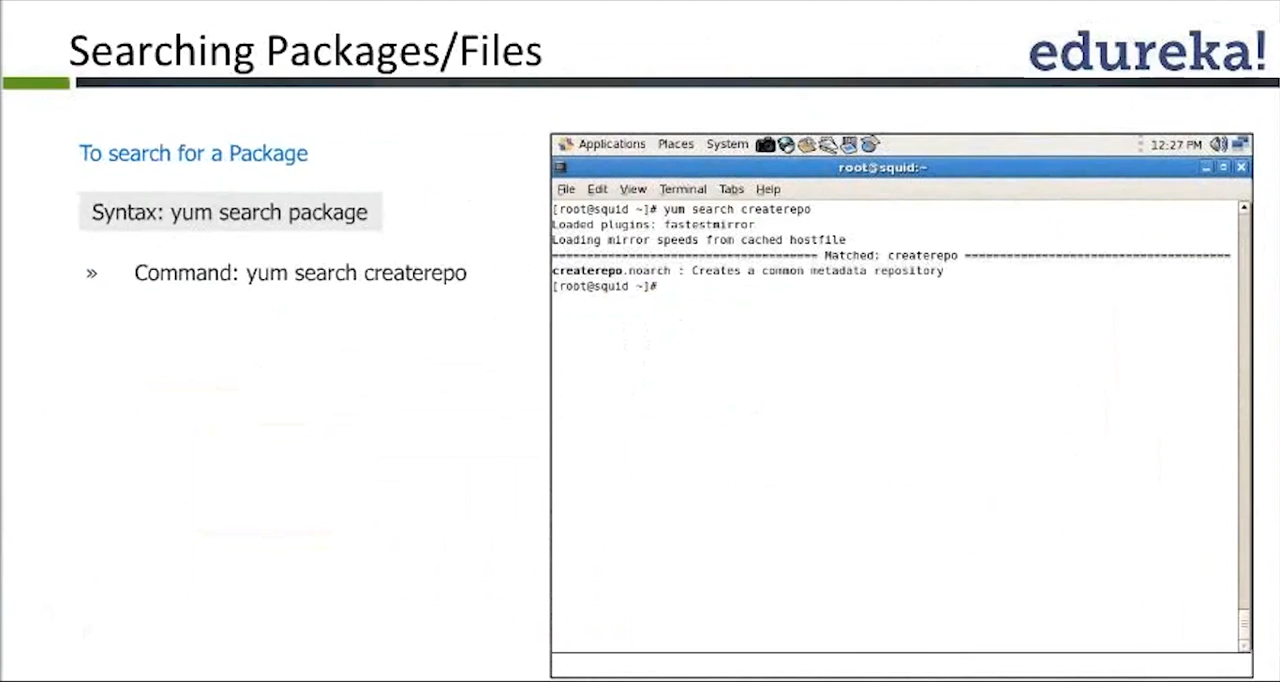 Searching Packages/Files
edureka!
To search for a Package
Syntax: yum search package
» Command: yum search createrepo
Applications Places System 12:27 PM
root@squid:~
File Edit View Terminal Tabs Help
[root@squid ~]# yum search createrepo
Loaded plugins: fastestmirror
Loading mirror speeds from cached hostfile
==================================== Matched: createrepo ====================================
createrepo.noarch : Creates a common metadata repository
[root@squid ~]#